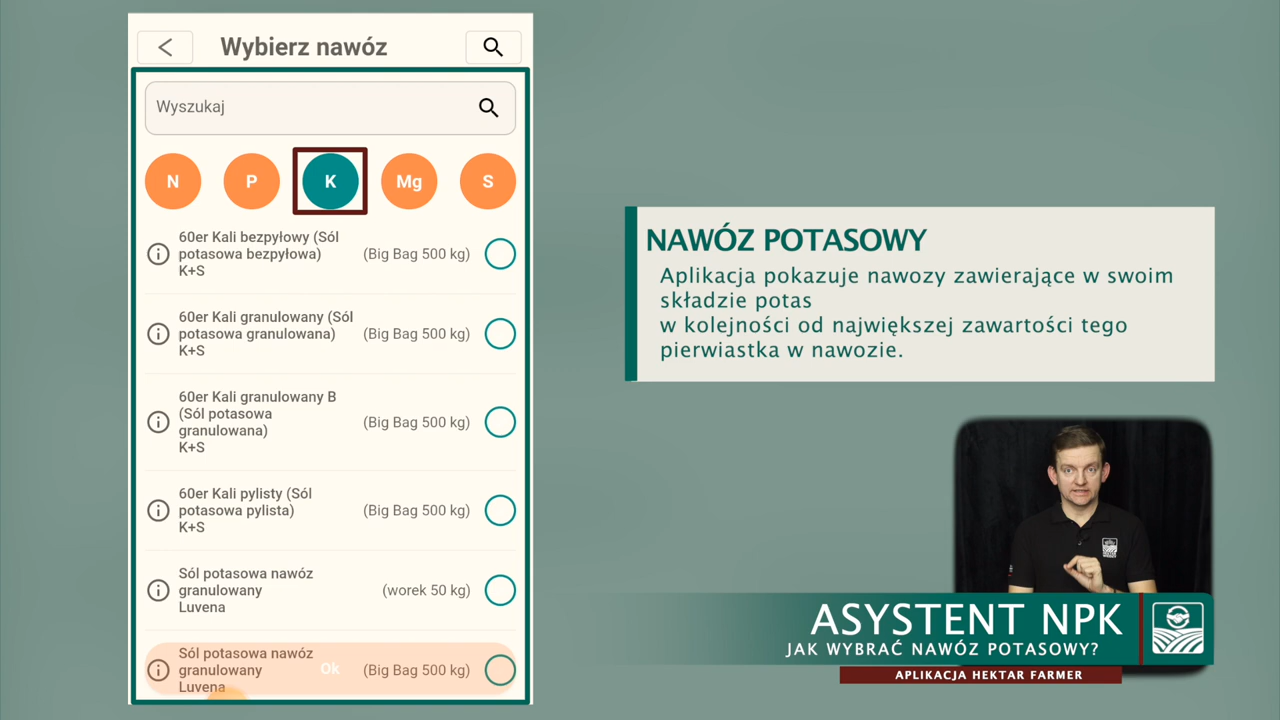 Wybierz nawóz
Wyszukaj
N P K Mg S
60er Kali bezpyłowy (Sól
potasowa bezpyłowa)
K+S
(Big Bag 500 kg)
60er Kali granulowany (Sól
potasowa granulowana)
K+S
(Big Bag 500 kg)
60er Kali granulowany B
(Sól potasowa
granulowana)
K+S
(Big Bag 500 kg)
60er Kali pylisty (Sól
potasowa pylista)
K+S
(Big Bag 500 kg)
Sól potasowa nawóz
granulowany
Luvena
(worek 50 kg)
Sól potasowa nawóz
granulowany
Luvena
Ok
(Big Bag 500 kg)
NAWÓZ POTASOWY
Aplikacja pokazuje nawozy zawierające w swoim
składzie potas
w kolejności od największej zawartości tego
pierwiastka w nawozie.
ASYSTENT NPK
JAK WYBRAĆ NAWÓZ POTASOWY?
APLIKACJA HEKTAR FARMER